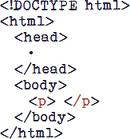 <!DOCTYPE html>
<html>
<head>
•
</head>
<body>
<p> </p>
</body>
</html>